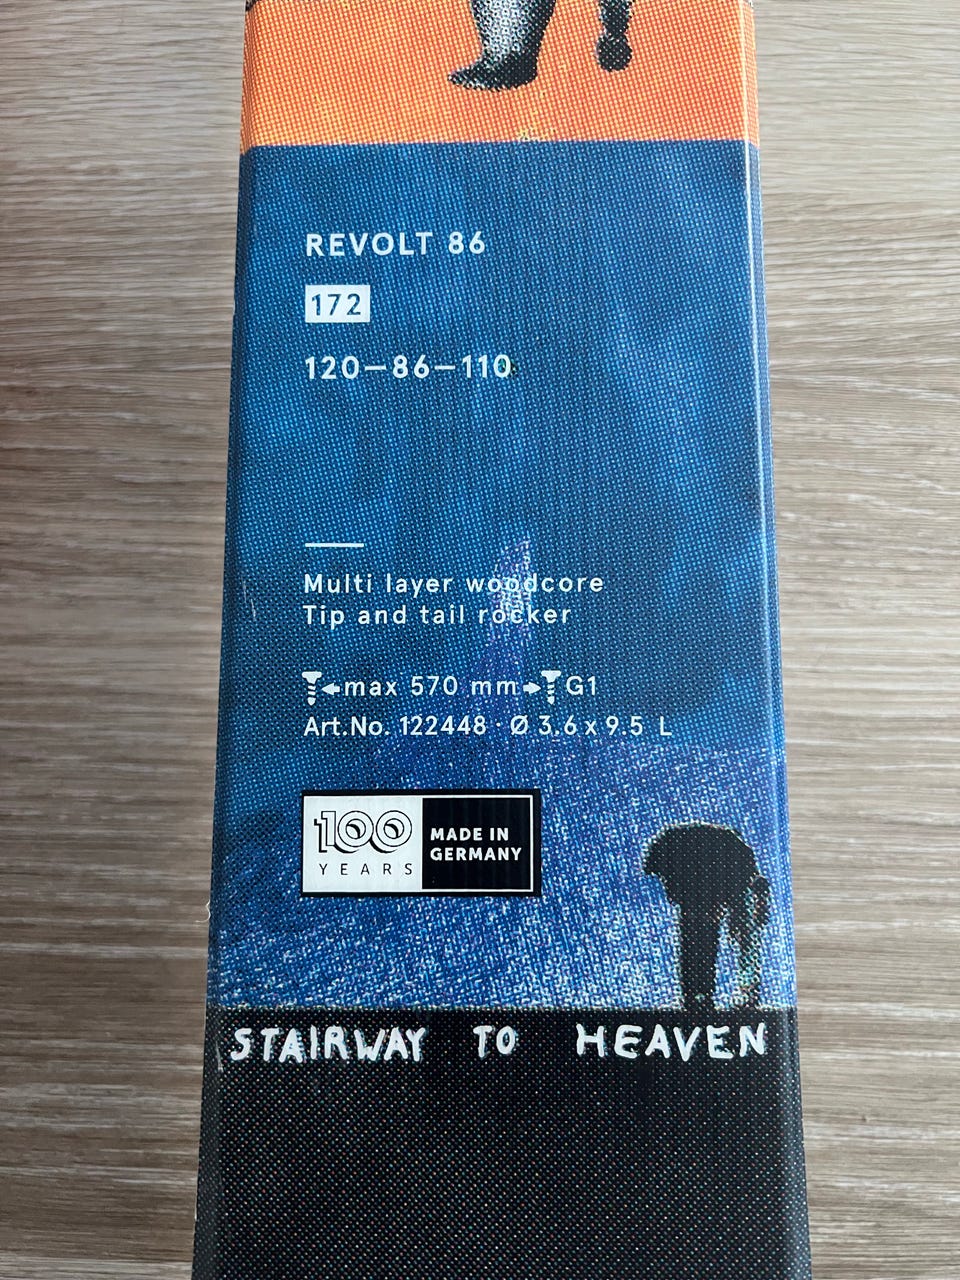 REVOLT 86
172
120–86–110
Multi layer woodcore
Tip and tail rocker
max 570 mm G1
Art.No. 122448 · Ø 3.6 x 9.5 L
100 YEARS
MADE IN
GERMANY
STAIRWAY TO HEAVEN